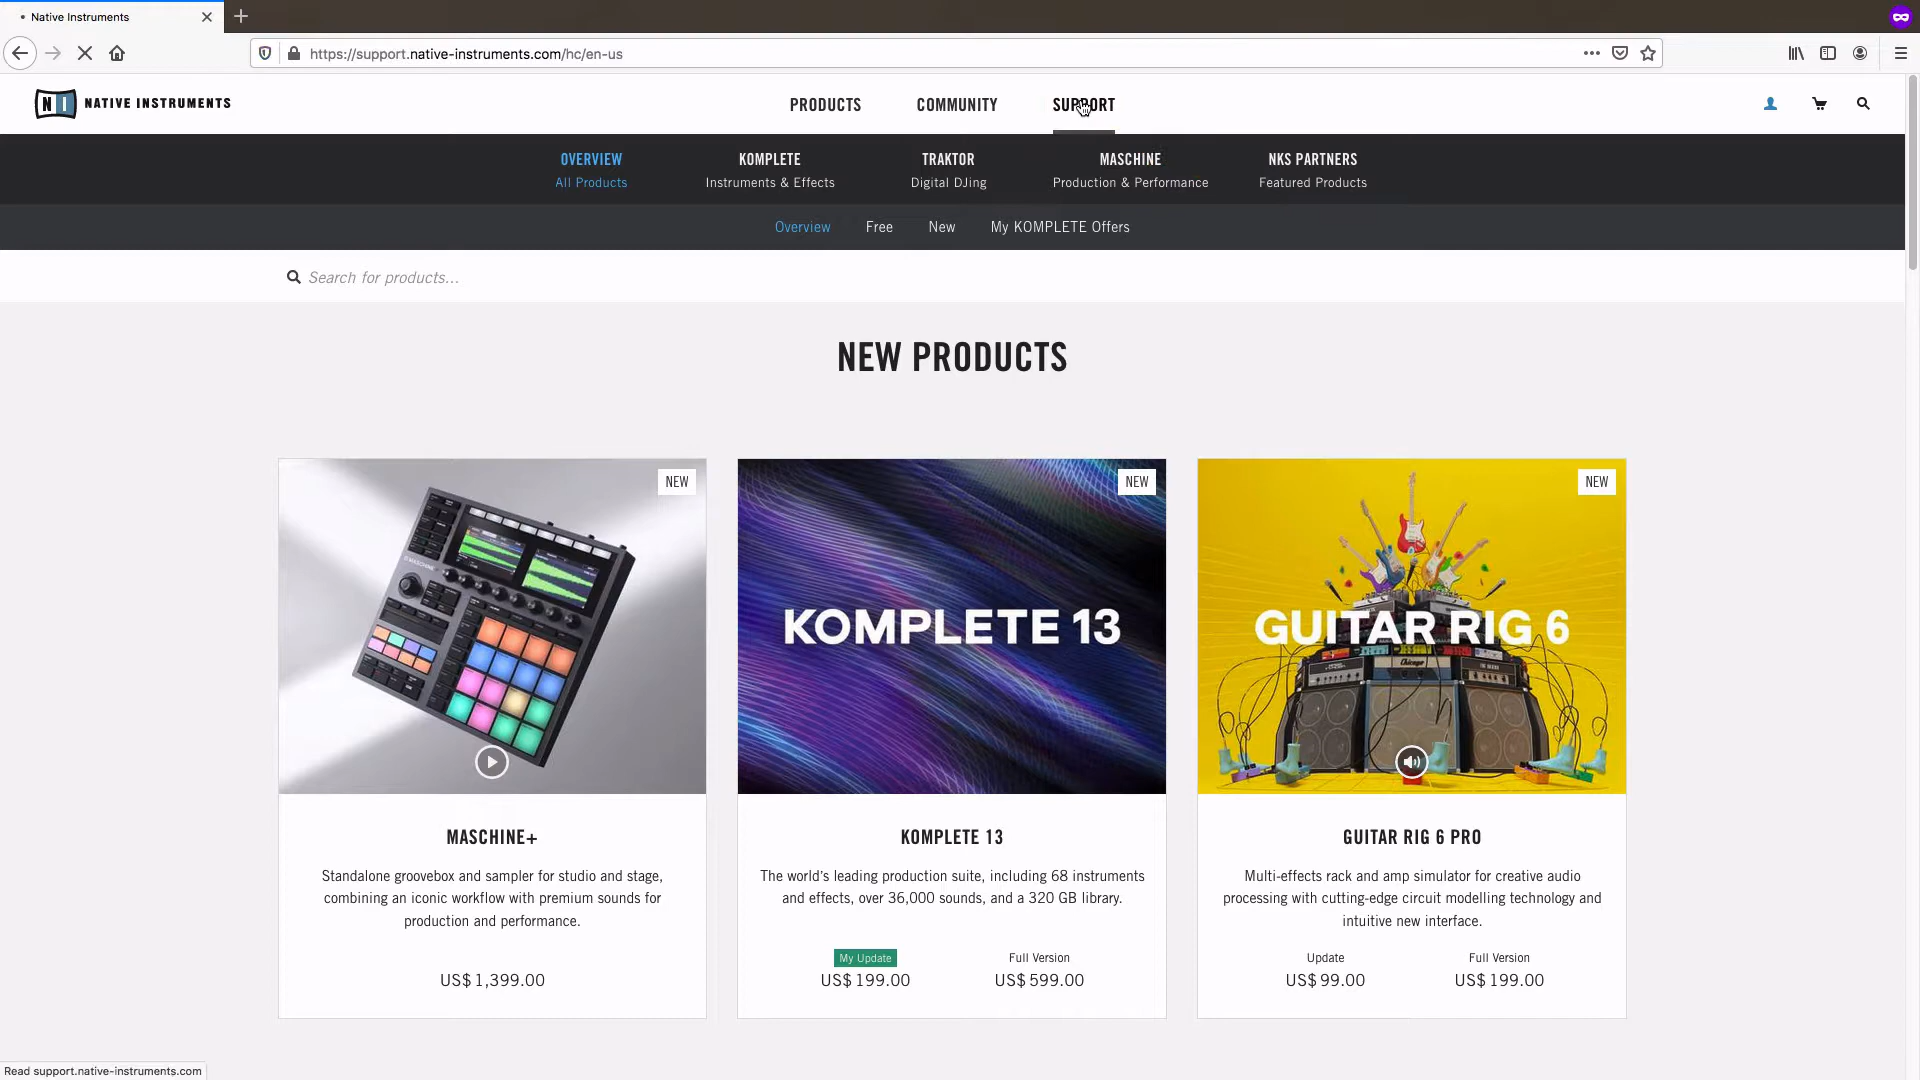 Native Instruments
https://support.native-instruments.com/hc/en-us
NI NATIVE INSTRUMENTS
PRODUCTS COMMUNITY SUPPORT
OVERVIEW KOMPLETE TRAKTOR MASCHINE NKS PARTNERS
All Products Instruments & Effects Digital DJing Production & Performance Featured Products
Overview Free New My KOMPLETE Offers
Search for products...
NEW PRODUCTS
NEW
NEW
NEW
MASCHINE
KOMPLETE 13
GUITAR RIG 6
Chicago
MASCHINE+
Standalone groovebox and sampler for studio and stage,
combining an iconic workflow with premium sounds for
production and performance.
US$ 1,399.00
KOMPLETE 13
The world's leading production suite, including 68 instruments
and effects, over 36,000 sounds, and a 320 GB library.
My Update Full Version
US$ 199.00 US$ 599.00
GUITAR RIG 6 PRO
Multi-effects rack and amp simulator for creative audio
processing with cutting-edge circuit modelling technology and
intuitive new interface.
Update Full Version
US$ 99.00 US$ 199.00
Read support.native-instruments.com